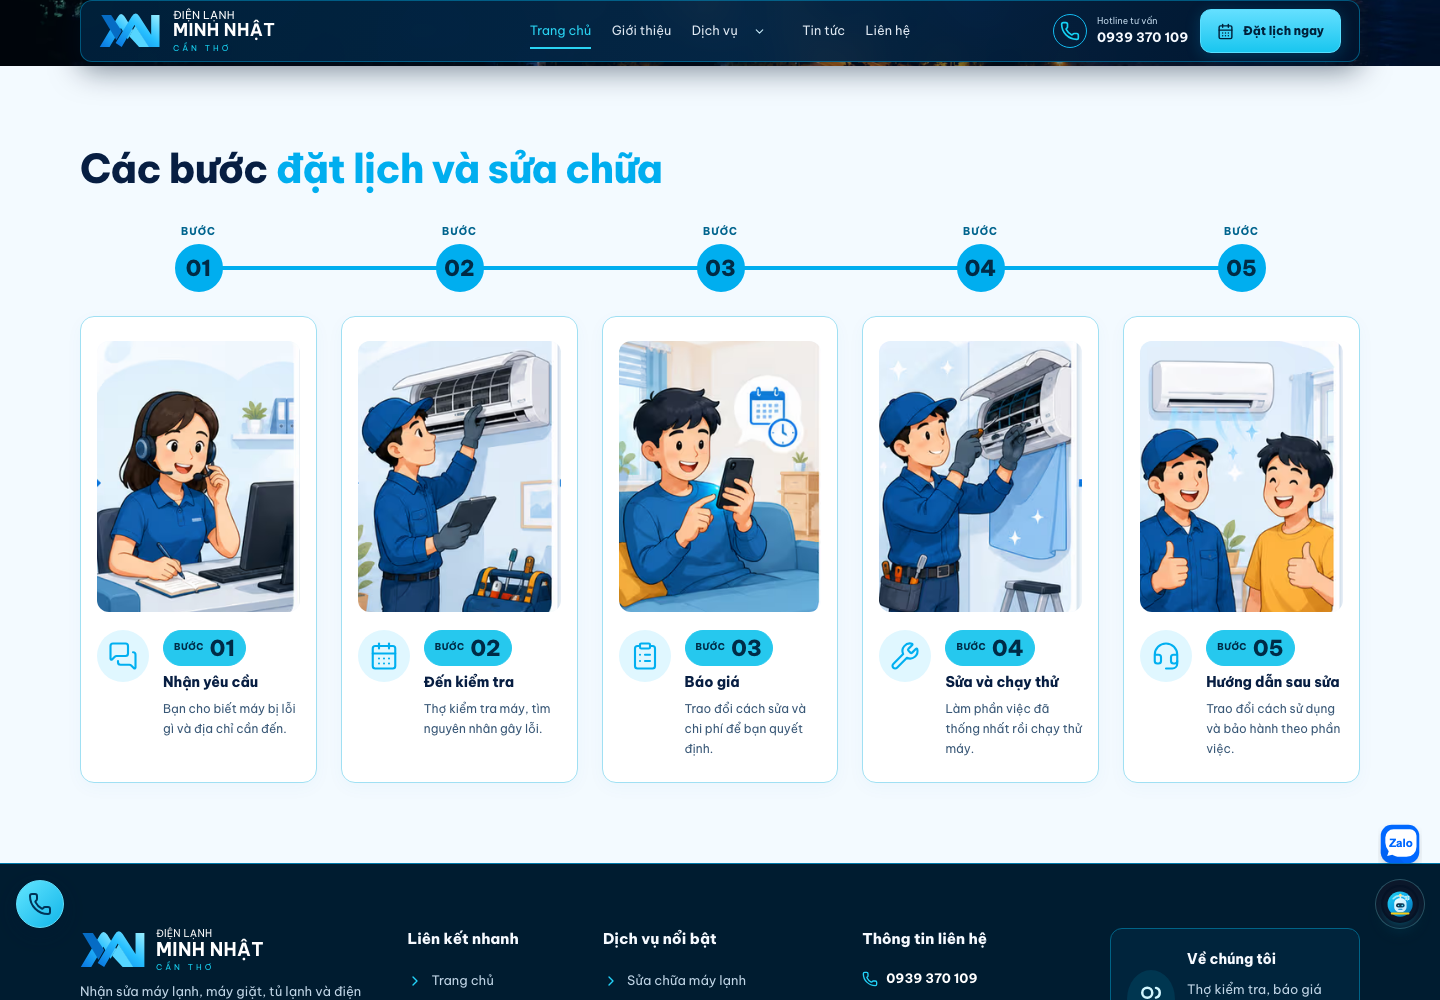 ĐIỆN LẠNH
MINH NHẬT
CẦN THƠ
Trang chủ
Giới thiệu
Dịch vụ
Tin tức
Liên hệ
Hotline tư vấn
0939 370 109
Đặt lịch ngay
Các bước đặt lịch và sửa chữa
BƯỚC
BƯỚC
BƯỚC
BƯỚC
BƯỚC
01
02
03
04
05
BƯỚC 01
Nhận yêu cầu
Bạn cho biết máy bị lỗi
gì và địa chỉ cần đến.
BƯỚC 02
Đến kiểm tra
Thợ kiểm tra máy, tìm
nguyên nhân gây lỗi.
BƯỚC 03
Báo giá
Trao đổi cách sửa và
chi phí để bạn quyết
định.
BƯỚC 04
Sửa và chạy thử
Làm phần việc đã
thống nhất rồi chạy thử
máy.
BƯỚC 05
Hướng dẫn sau sửa
Trao đổi cách sử dụng
và bảo hành theo phần
việc.
Zalo
ĐIỆN LẠNH
MINH NHẬT
CẦN THƠ
Nhận sửa máy lạnh, máy giặt, tủ lạnh và điện
Liên kết nhanh
Trang chủ
Dịch vụ nổi bật
Sửa chữa máy lạnh
Thông tin liên hệ
0939 370 109
Về chúng tôi
Thợ kiểm tra, báo giá